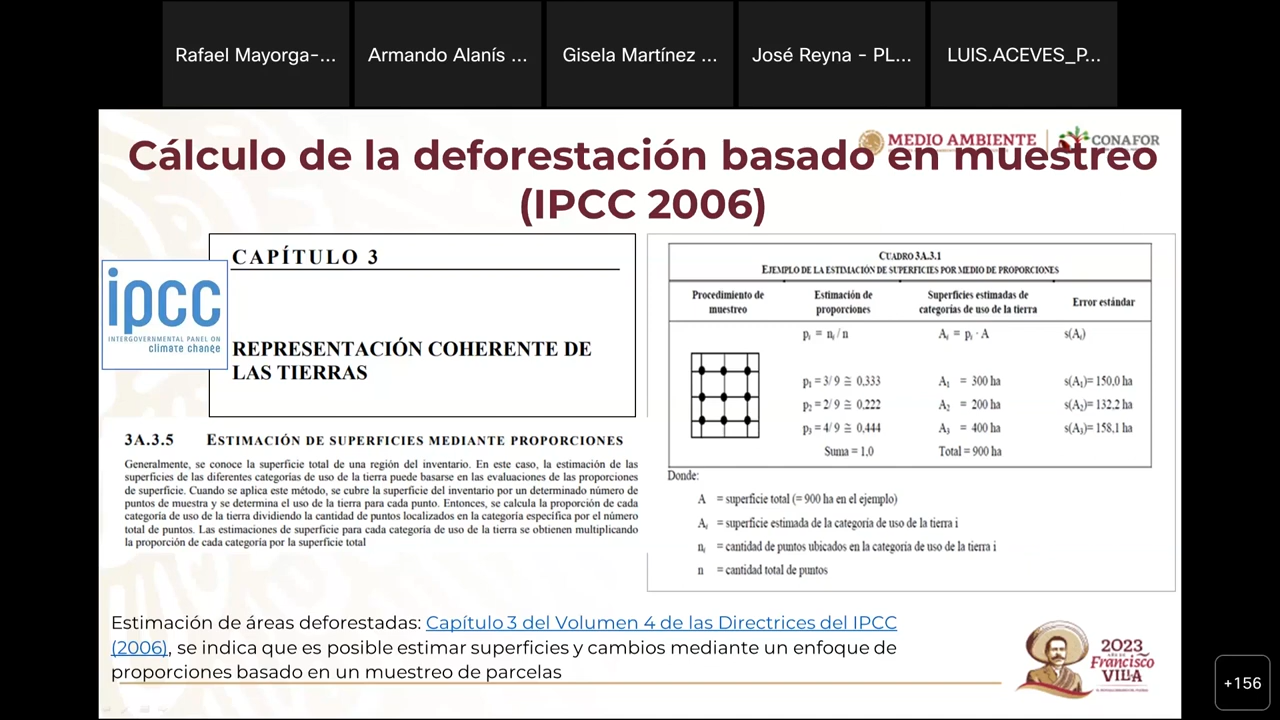 Rafael Mayorga-...
Armando Alanís ...
Gisela Martínez ...
José Reyna - PL...
LUIS.ACEVES_P...
MEDIO AMBIENTE
CONAFOR
Cálculo de la deforestación basado en muestreo
(IPCC 2006)
CAPÍTULO 3
ipcc
INTERGOVERNMENTAL PANEL ON
climate change
REPRESENTACIÓN COHERENTE DE
LAS TIERRAS
3A.3.5 ESTIMACIÓN DE SUPERFICIES MEDIANTE PROPORCIONES
Generalmente, se conoce la superficie total de una región del inventario. En este caso, la estimación de las
superficies de las diferentes categorías de uso de la tierra puede basarse en las evaluaciones de las proporciones
de superficie. Cuando se aplica este método, se cubre la superficie del inventario por un determinado número de
puntos de muestra y se determina el uso de la tierra para cada punto. Entonces, se calcula la proporción de cada
categoría de uso de la tierra dividiendo la cantidad de puntos localizados en la categoría específica por el número
total de puntos. Las estimaciones de superficie para cada categoría de uso de la tierra se obtienen multiplicando
la proporción de cada categoría por la superficie total
CUADRO 3A.3.1
EJEMPLO DE LA ESTIMACIÓN DE SUPERFICIES POR MEDIO DE PROPORCIONES
Procedimiento de muestreo
Estimación de proporciones
Superficies estimadas de categorías de uso de la tierra
Error estándar
pᵢ = nᵢ / n
Aᵢ = pᵢ · A
s(Aᵢ)
p₁ = 3/9 ≅ 0,333 A₁ = 300 ha s(A₁)= 150,0 ha
p₂ = 2/9 ≅ 0,222 A₂ = 200 ha s(A₂)= 132,2 ha
p₃ = 4/9 ≅ 0,444 A₃ = 400 ha s(A₃)= 158,1 ha
Suma = 1,0 Total = 900 ha
Donde:
A = superficie total (= 900 ha en el ejemplo)
Aᵢ = superficie estimada de la categoría de uso de la tierra i
nᵢ = cantidad de puntos ubicados en la categoría de uso de la tierra i
n = cantidad total de puntos
Estimación de áreas deforestadas: Capítulo 3 del Volumen 4 de las Directrices del IPCC
(2006), se indica que es posible estimar superficies y cambios mediante un enfoque de
proporciones basado en un muestreo de parcelas
2023
Francisco
VILLA
+156